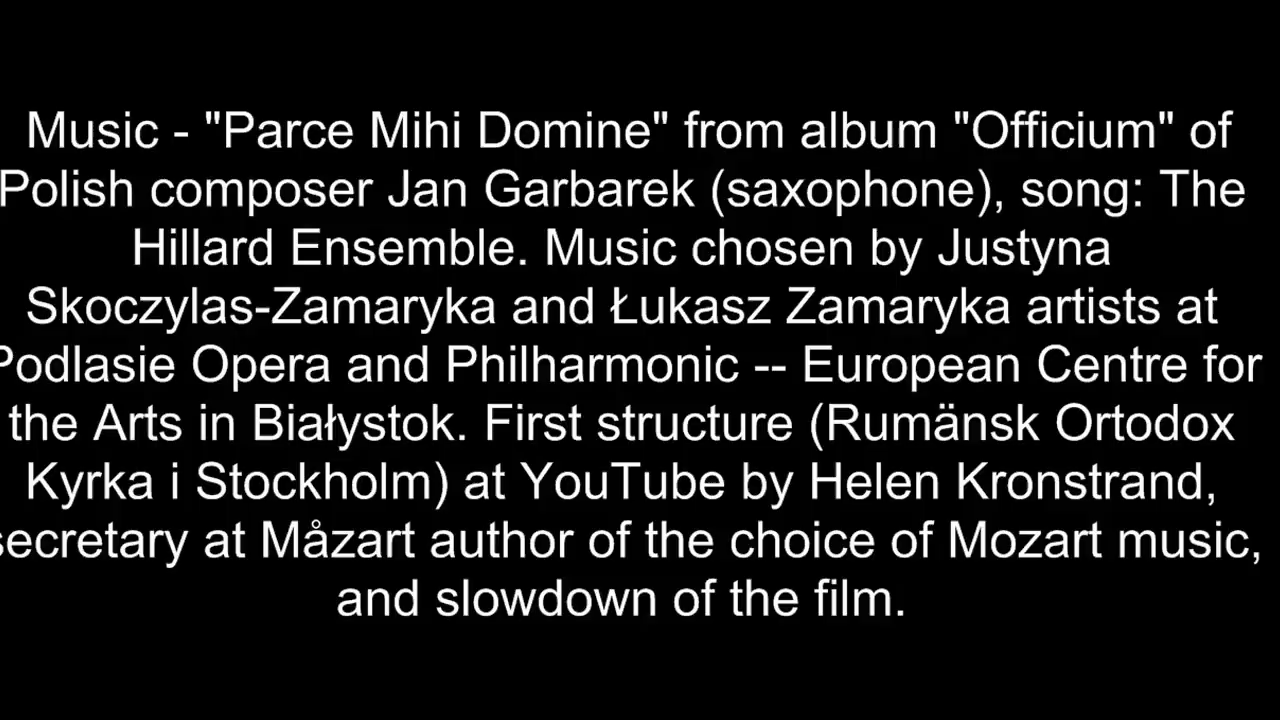 Music - "Parce Mihi Domine" from album "Officium" of
Polish composer Jan Garbarek (saxophone), song: The
Hillard Ensemble. Music chosen by Justyna
Skoczylas-Zamaryka and Łukasz Zamaryka artists at
Podlasie Opera and Philharmonic -- European Centre for
the Arts in Białystok. First structure (Rumänsk Ortodox
Kyrka i Stockholm) at YouTube by Helen Kronstrand,
secretary at Måzart author of the choice of Mozart music,
and slowdown of the film.